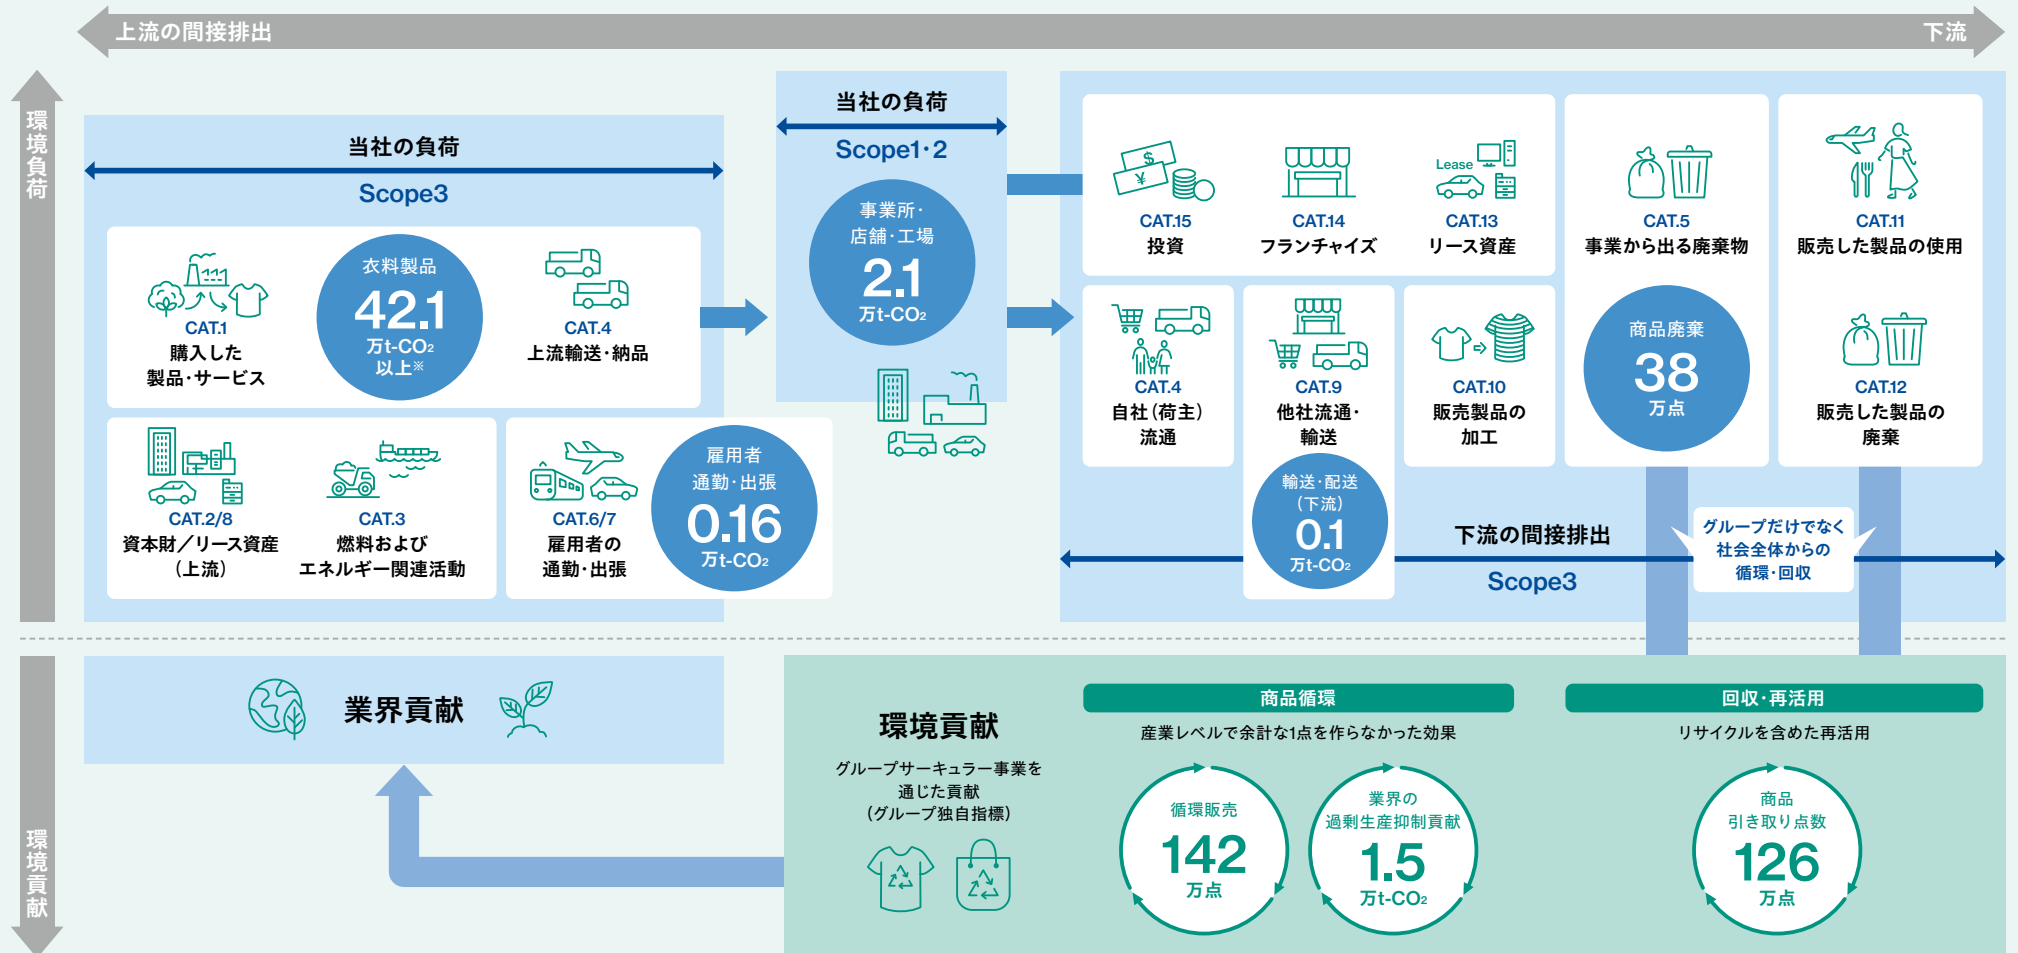 上流の間接排出
下流
環境負荷
当社の負荷
Scope3
CAT.1
購入した
製品・サービス
衣料製品
42.1
万t-CO₂
以上※
CAT.4
上流輸送・納品
CAT.2/8
資本財／リース資産
（上流）
CAT.3
燃料および
エネルギー関連活動
CAT.6/7
雇用者の
通勤・出張
雇用者
通勤・出張
0.16
万t-CO₂
当社の負荷
Scope1・2
事業所・
店舗・工場
2.1
万t-CO₂
$
¥
CAT.15
投資
CAT.14
フランチャイズ
Lease
CAT.13
リース資産
CAT.5
事業から出る廃棄物
商品廃棄
38
万点
CAT.11
販売した製品の使用
CAT.12
販売した製品の
廃棄
CAT.4
自社（荷主）
流通
CAT.9
他社流通・
輸送
輸送・配送
（下流）
0.1
万t-CO₂
CAT.10
販売製品の
加工
下流の間接排出
Scope3
グループだけでなく
社会全体からの
循環・回収
環境貢献
業界貢献
環境貢献
グループサーキュラー事業を
通じた貢献
（グループ独自指標）
商品循環
産業レベルで余計な1点を作らなかった効果
循環販売
142
万点
業界の
過剰生産抑制貢献
1.5
万t-CO₂
回収・再活用
リサイクルを含めた再活用
商品
引き取り点数
126
万点